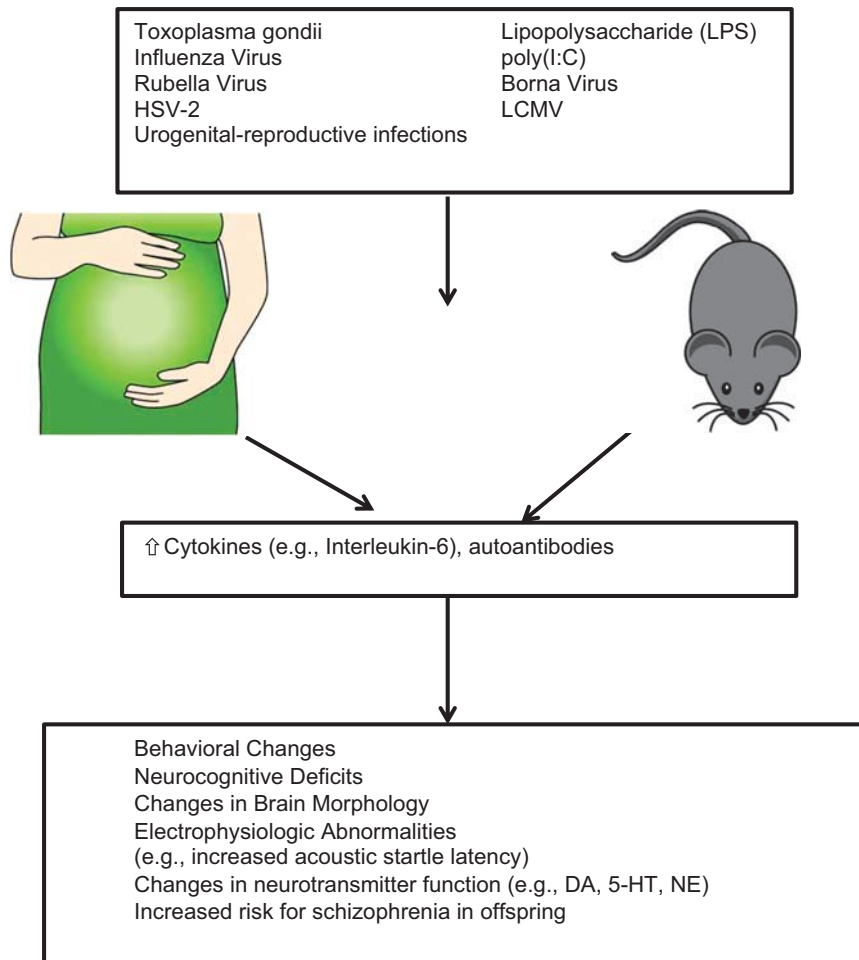 Toxoplasma gondii
Influenza Virus
Rubella Virus
HSV-2
Urogenital-reproductive infections
Lipopolysaccharide (LPS)
poly(I:C)
Borna Virus
LCMV
⇧ Cytokines (e.g., Interleukin-6), autoantibodies
Behavioral Changes
Neurocognitive Deficits
Changes in Brain Morphology
Electrophysiologic Abnormalities
(e.g., increased acoustic startle latency)
Changes in neurotransmitter function (e.g., DA, 5-HT, NE)
Increased risk for schizophrenia in offspring